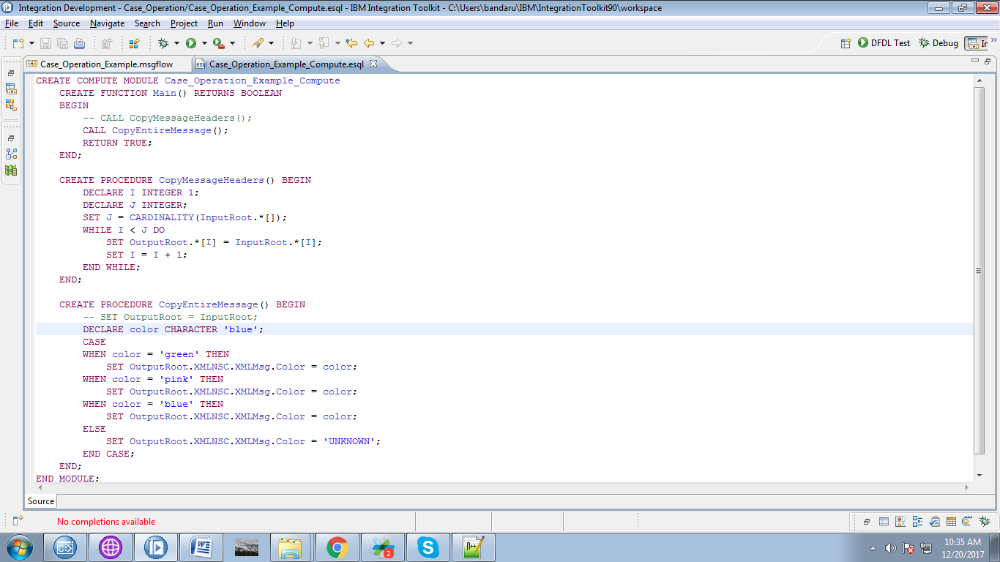 Integration Development - Case_Operation/Case_Operation_Example_Compute.esql - IBM Integration Toolkit - C:\Users\bandaru\IBM\IntegrationToolkit90\workspace
File Edit Source Navigate Search Project Run Window Help
DFDL Test Debug
Case_Operation_Example.msgflow Case_Operation_Example_Compute.esql
CREATE COMPUTE MODULE Case_Operation_Example_Compute
CREATE FUNCTION Main() RETURNS BOOLEAN
BEGIN
-- CALL CopyMessageHeaders();
CALL CopyEntireMessage();
RETURN TRUE;
END;
CREATE PROCEDURE CopyMessageHeaders() BEGIN
DECLARE I INTEGER 1;
DECLARE J INTEGER;
SET J = CARDINALITY(InputRoot.*[]);
WHILE I < J DO
SET OutputRoot.*[I] = InputRoot.*[I];
SET I = I + 1;
END WHILE;
END;
CREATE PROCEDURE CopyEntireMessage() BEGIN
-- SET OutputRoot = InputRoot;
DECLARE color CHARACTER 'blue';
CASE
WHEN color = 'green' THEN
SET OutputRoot.XMLNSC.XMLMsg.Color = color;
WHEN color = 'pink' THEN
SET OutputRoot.XMLNSC.XMLMsg.Color = color;
WHEN color = 'blue' THEN
SET OutputRoot.XMLNSC.XMLMsg.Color = color;
ELSE
SET OutputRoot.XMLNSC.XMLMsg.Color = 'UNKNOWN';
END CASE;
END;
END MODULE;
Source
No completions available
2
10:35 AM
12/20/2017